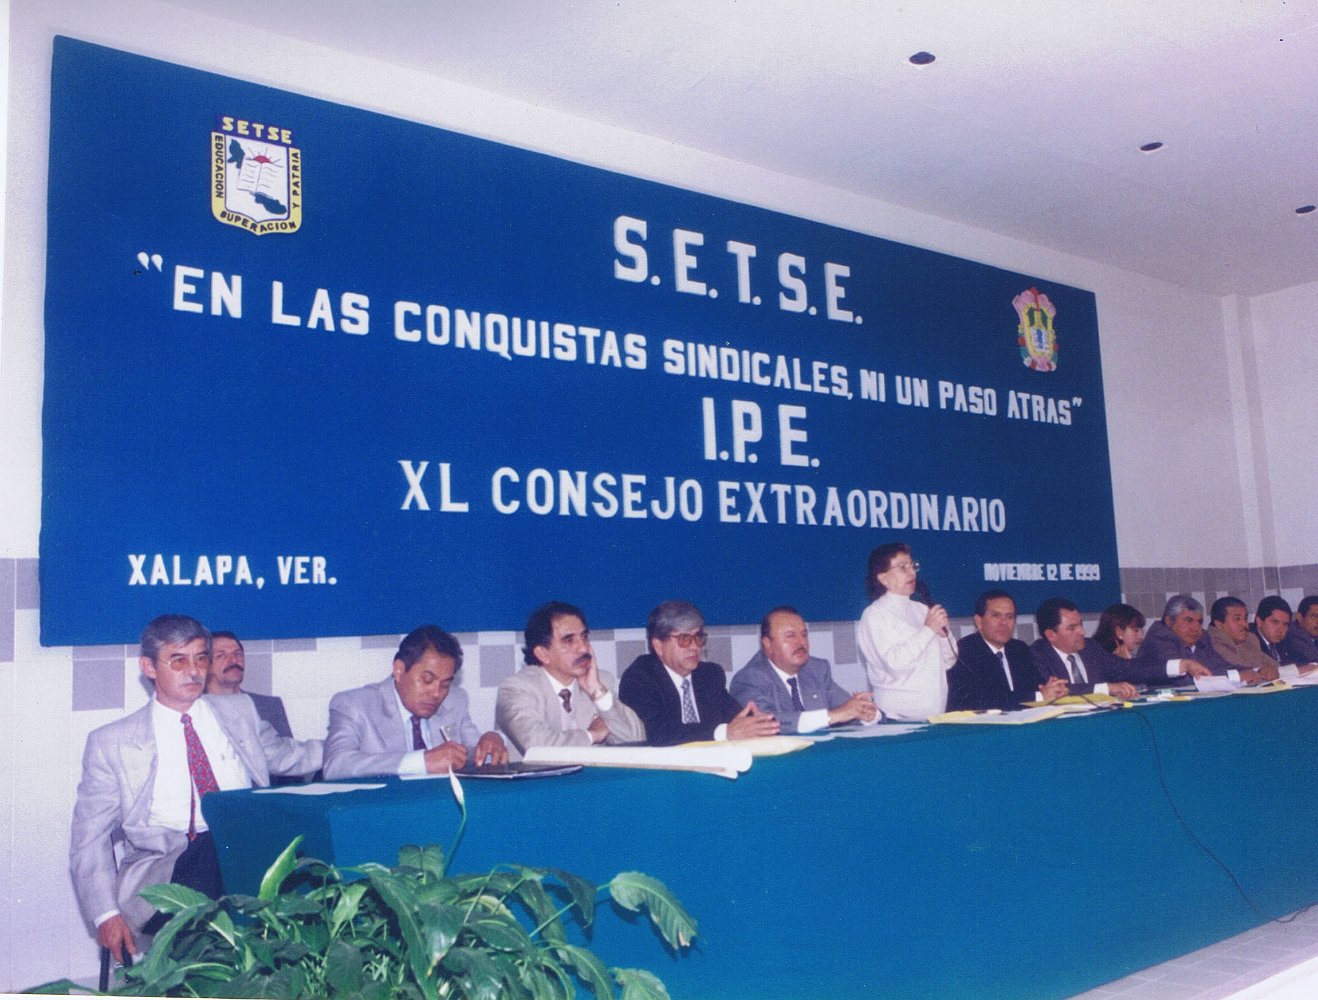 SETSE
EDUCACION
SUPERACION
Y PATRIA
S.E.T.S.E.
"EN LAS CONQUISTAS SINDICALES, NI UN PASO ATRAS"
I.P.E.
XL CONSEJO EXTRAORDINARIO
XALAPA, VER.
NOVIEMBRE 12 DE 1999